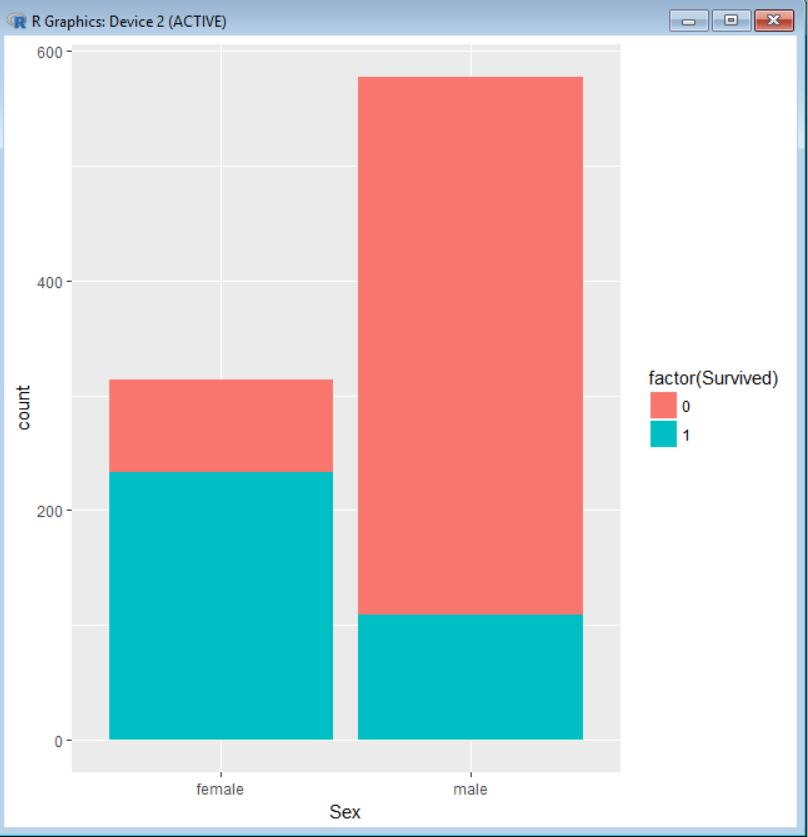 R Graphics: Device 2 (ACTIVE)
600
400
200
0
count
female
male
Sex
factor(Survived)
0
1